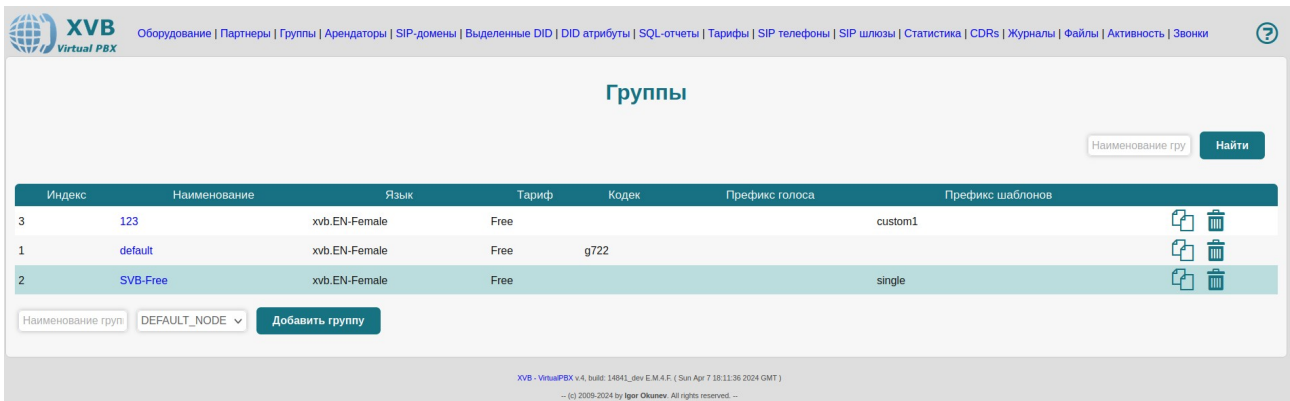 XVB
Virtual PBX
Оборудование | Партнеры | Группы | Арендаторы | SIP-домены | Выделенные DID | DID атрибуты | SQL-отчеты | Тарифы | SIP телефоны | SIP шлюзы | Статистика | CDRs | Журналы | Файлы | Активность | Звонки
?
Группы
Наименование гру Найти
Индекс Наименование Язык Тариф Кодек Префикс голоса Префикс шаблонов
3 123 xvb.EN-Female Free custom1
1 default xvb.EN-Female Free g722
2 SVB-Free xvb.EN-Female Free single
Наименование груп DEFAULT_NODE Добавить группу
XVB - VirtualPBX v.4, build: 14841_dev E.M.4.F. ( Sun Apr 7 18:11:36 2024 GMT )
-- (c) 2009-2024 by Igor Okunev. All rights reserved. --